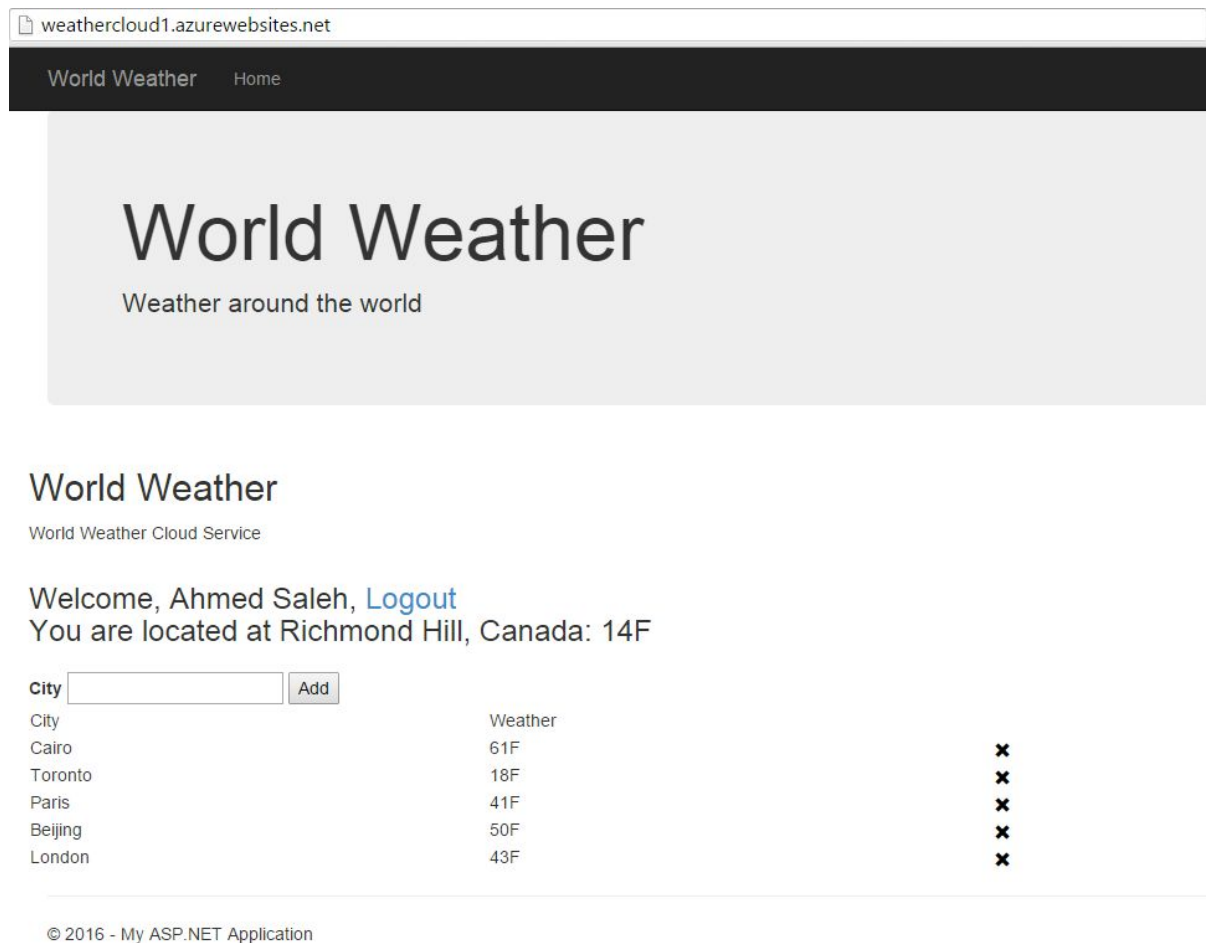 weathercloud1.azurewebsites.net
World Weather Home
World Weather
Weather around the world
World Weather
World Weather Cloud Service
Welcome, Ahmed Saleh, Logout
You are located at Richmond Hill, Canada: 14F
City Add
City Weather
Cairo 61F
Toronto 18F
Paris 41F
Beijing 50F
London 43F
© 2016 - My ASP.NET Application